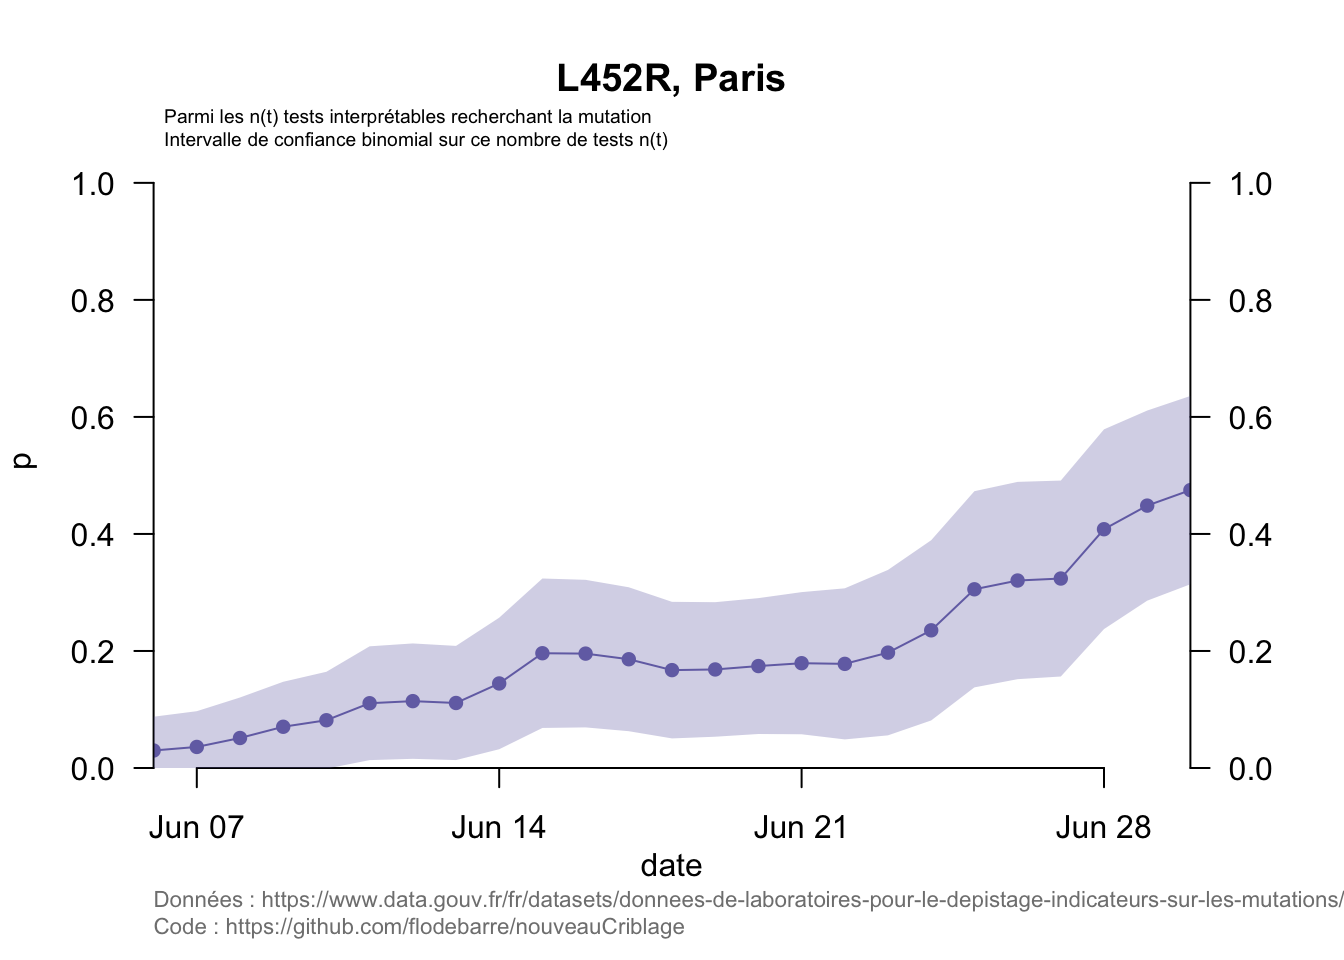 L452R, Paris
Parmi les n(t) tests interprétables recherchant la mutation
Intervalle de confiance binomial sur ce nombre de tests n(t)
1.0
0.8
0.6
0.4
0.2
0.0
p
1.0
0.8
0.6
0.4
0.2
0.0
Jun 07 Jun 14 Jun 21 Jun 28
date
Données : https://www.data.gouv.fr/fr/datasets/donnees-de-laboratoires-pour-le-depistage-indicateurs-sur-les-mutations/
Code : https://github.com/flodebarre/nouveauCriblage